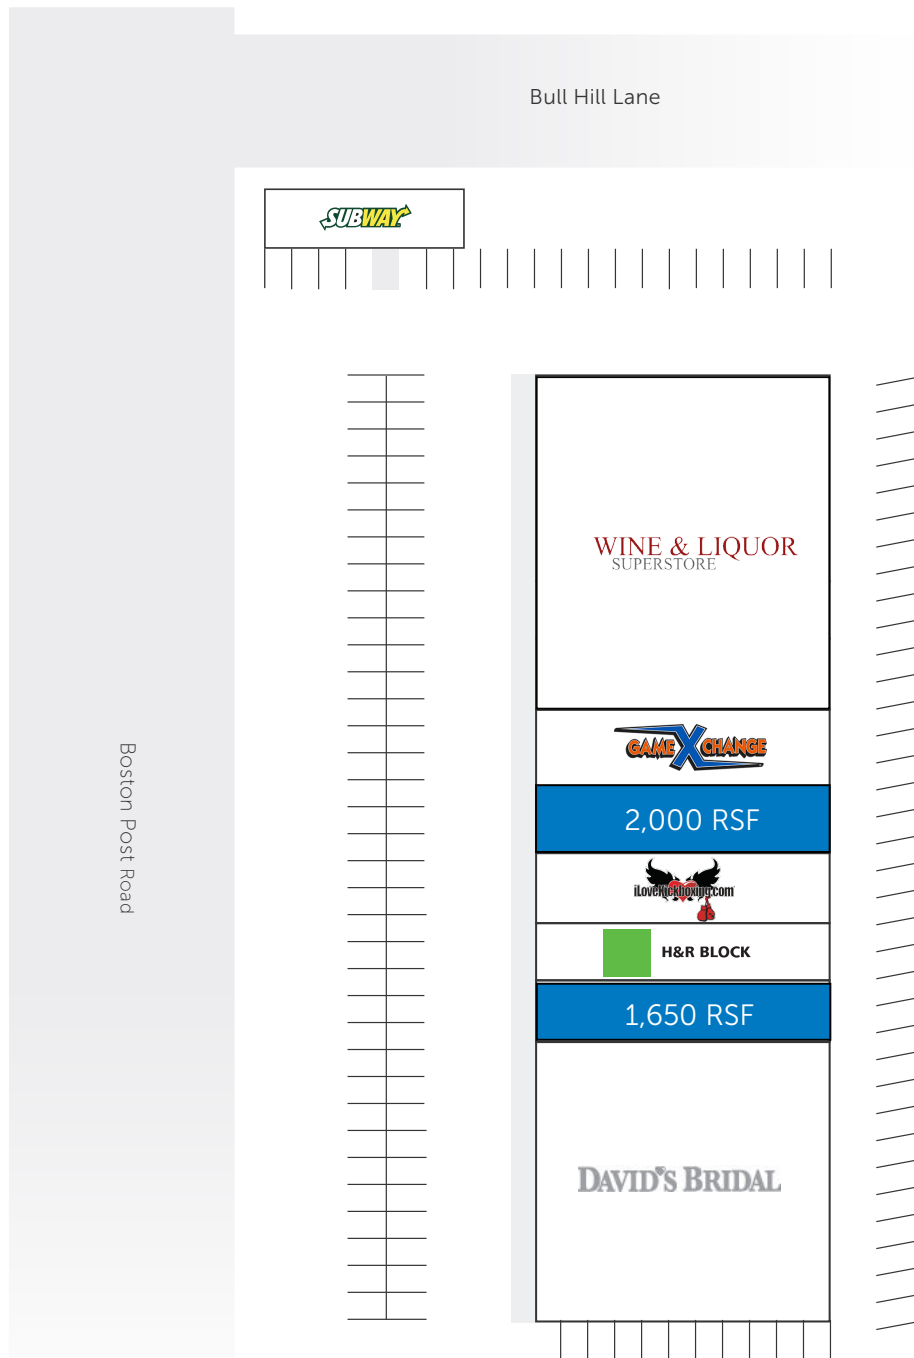 Bull Hill Lane
SUBWAY
WINE & LIQUOR
SUPERSTORE
GAME X CHANGE
2,000 RSF
iLoveKickboxing.com
H&R BLOCK
Boston Post Road
1,650 RSF
DAVID'S BRIDAL